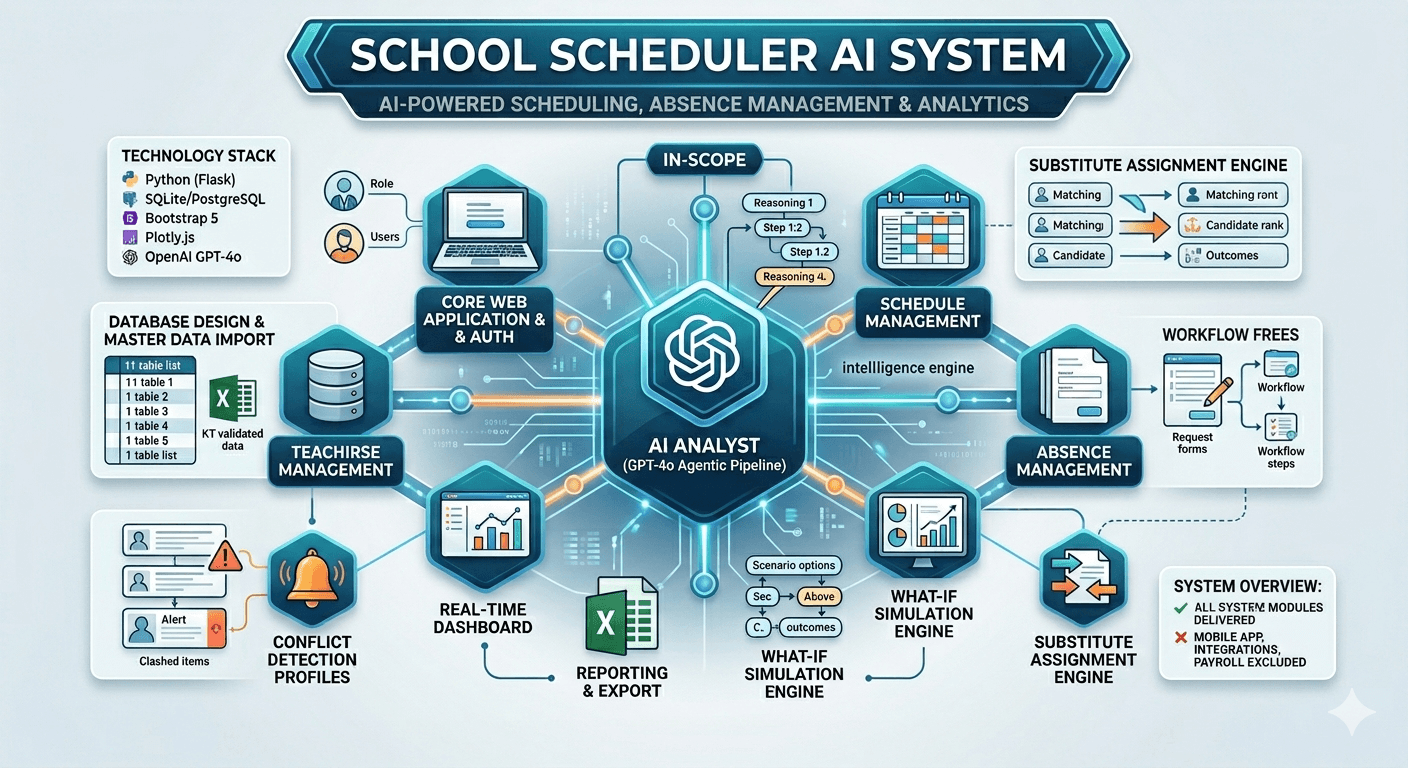 SCHOOL SCHEDULER AI SYSTEM
AI-POWERED SCHEDULING, ABSENCE MANAGEMENT & ANALYTICS
TECHNOLOGY STACK
Python (Flask)
SQLite/PostgreSQL
Bootstrap 5
Plotly.js
OpenAI GPT-4o
Role
Users
CORE WEB
APPLICATION &
& AUTH
IN-SCOPE
Reasoning 1
Step 1:2
Step 1.2
Reasoning 4.
SCHEDULE
MANAGEMENT
SUBSTITUTE ASSIGNMENT ENGINE
Matching
Matching ront
Matching)
Candidate rank
Candidate
Outcomes
DATABASE DESIGN &
MASTER DATA IMPORT
11 table list
11 table 1
1 table 2
1 table 3
1 table 4
1 table 5
1 table list
X
KT validated
data
TEACHIRSE
MANAGEMENT
AI ANALYST
(GPT-4o Agentic Pipeline)
intellligence engine
ABSENCE
MANAGEMENT
WORKFLOW FREES
Request
forms
Workflow
Workflow
steps
Alert
Clashed items
CONFLICT
DETECTION
PROFILES
REAL-TIME
DASHBOARD
X
REPORTING
& EXPORT
Scenario options
Sec
Above
C.
outcomes
WHAT-IF
SIMULATION
ENGINE
WHAT-IF
SIMULATION
ENGINE
SUBSTITUTE
ASSIGNMENT
ENGINE
SYSTEM OVERVIEW:
ALL SYSTEM MODULES
DELIVERED
MOBILE APP,
INTEGRATIONS,
PAYROLL EXCLUDED